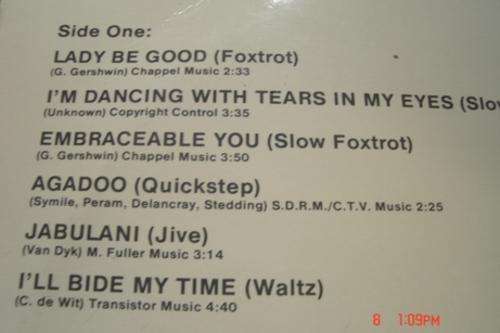 Side One:
LADY BE GOOD (Foxtrot)
(G. Gershwin) Chappel Music 2:33
I'M DANCING WITH TEARS IN MY EYES (Slow
(Unknown) Copyright Control 3:35
EMBRACEABLE YOU (Slow Foxtrot)
(G. Gershwin) Chappel Music 3:50
AGADOO (Quickstep)
(Symile, Peram, Delancray, Stedding) S.D.R.M./C.T.V. Music 2:25
JABULANI (Jive)
(Van Dyk) M. Fuller Music 3:14
I'LL BIDE MY TIME (Waltz)
(C. de Wit) Transistor Music 4:40
8 1:09PM